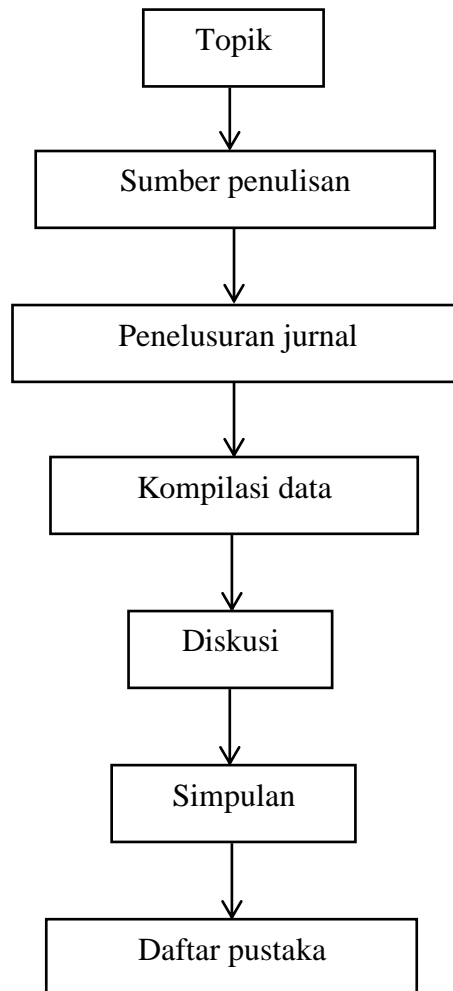 Topik
Sumber penulisan
Penelusuran jurnal
Kompilasi data
Diskusi
Simpulan
Daftar pustaka